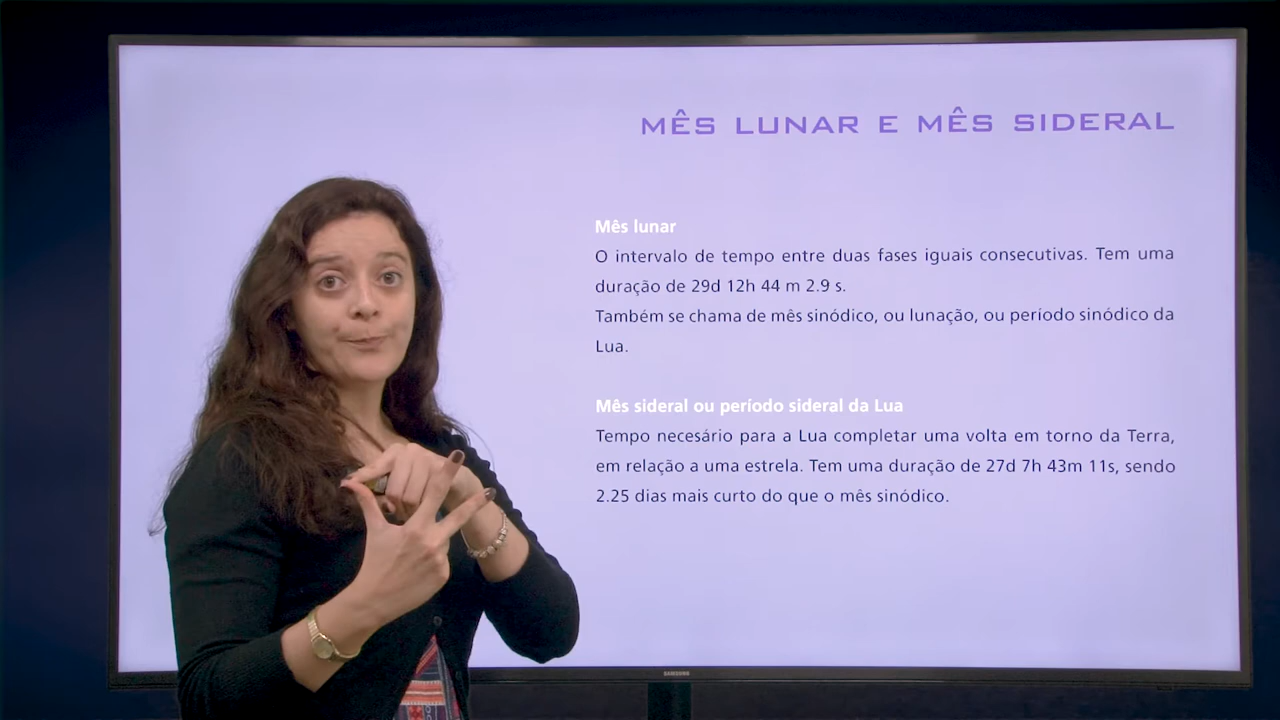 MÊS LUNAR E MÊS SIDERAL
Mês lunar
O intervalo de tempo entre duas fases iguais consecutivas. Tem uma
duração de 29d 12h 44 m 2.9 s.
Também se chama de mês sinódico, ou lunação, ou período sinódico da
Lua.
Mês sideral ou período sideral da Lua
Tempo necesário para a Lua completar uma volta em torno da Terra,
em relação a uma estrela. Tem uma duração de 27d 7h 43m 11s, sendo
2.25 dias mais curto do que o mês sinódico.
SAMSUNG